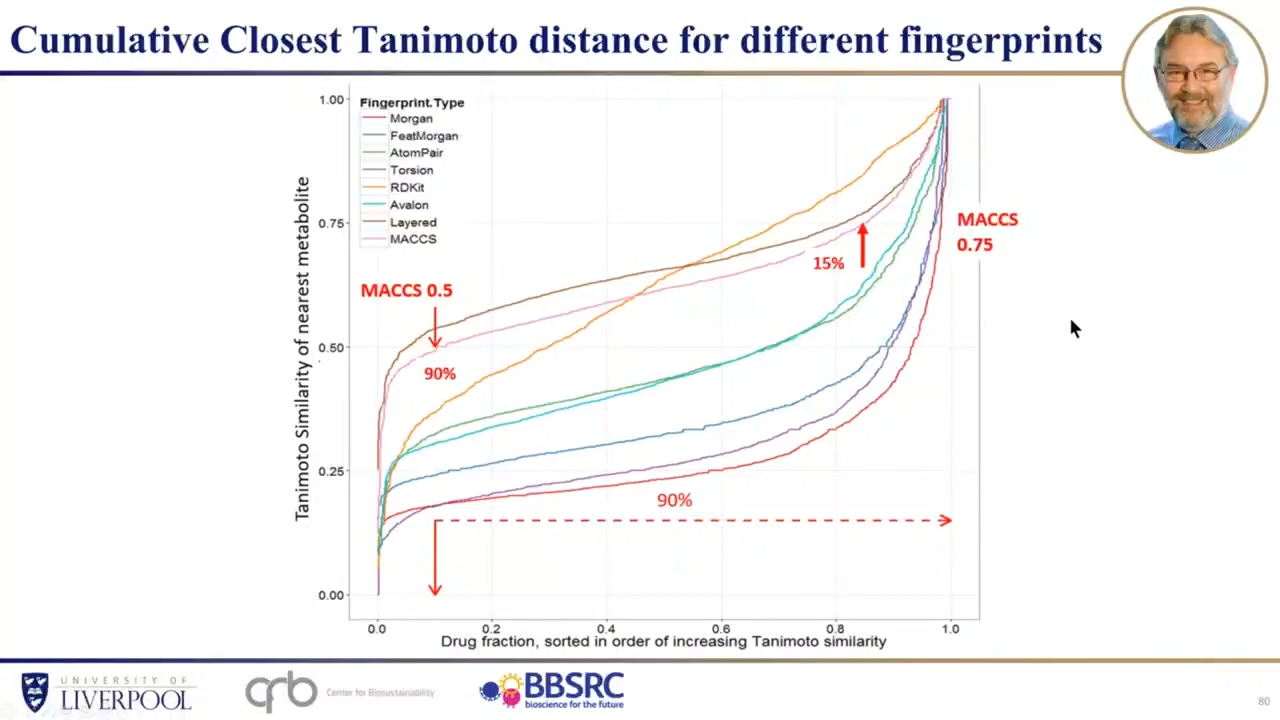 Cumulative Closest Tanimoto distance for different fingerprints
Fingerprint.Type
Morgan
FeatMorgan
AtomPair
Torsion
RDKit
Avalon
Layered
MACCS
Tanimoto Similarity of nearest metabolite
1.00
0.75
0.50
0.25
0.00
MACCS 0.5
90%
15%
MACCS
0.75
90%
0.0 0.2 0.4 0.6 0.8 1.0
Drug fraction, sorted in order of increasing Tanimoto similarity
UNIVERSITY OF
LIVERPOOL
qrb
Center for Biosustainability
BBSRC
bioscience for the future
80